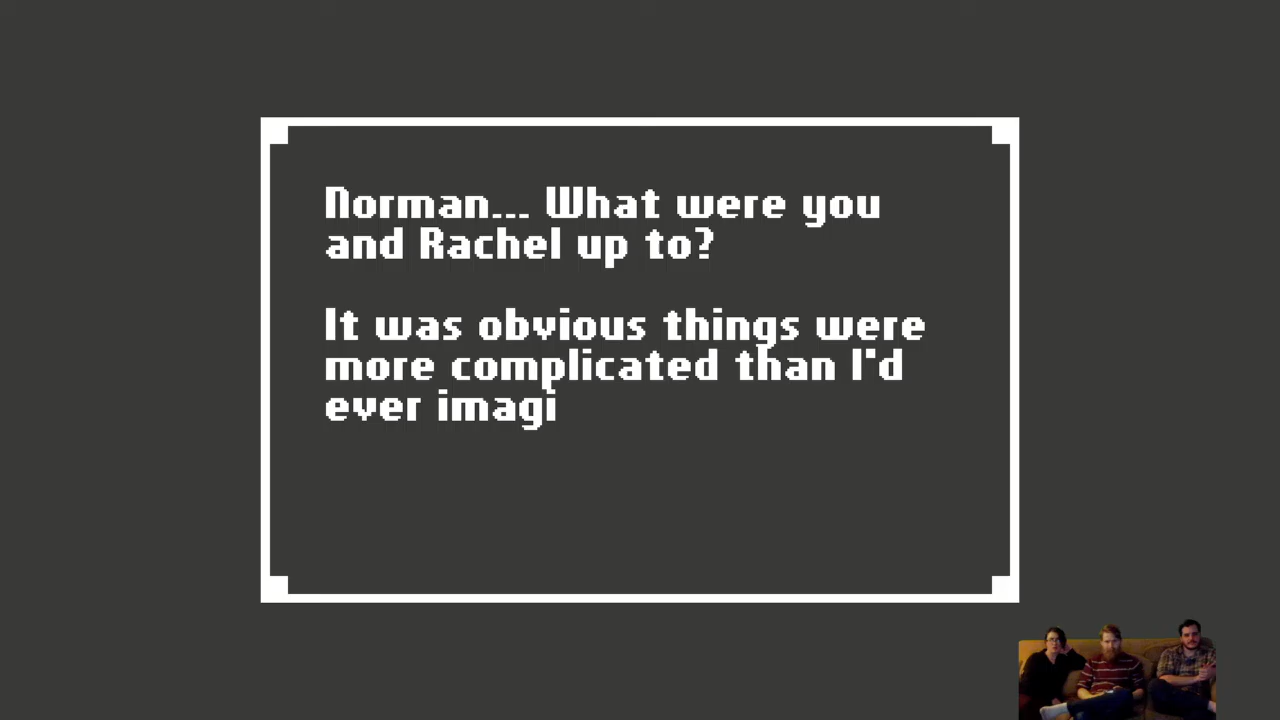 Norman... What were you
and Rachel up to?
It was obvious things were
more complicated than I'd
ever imagi